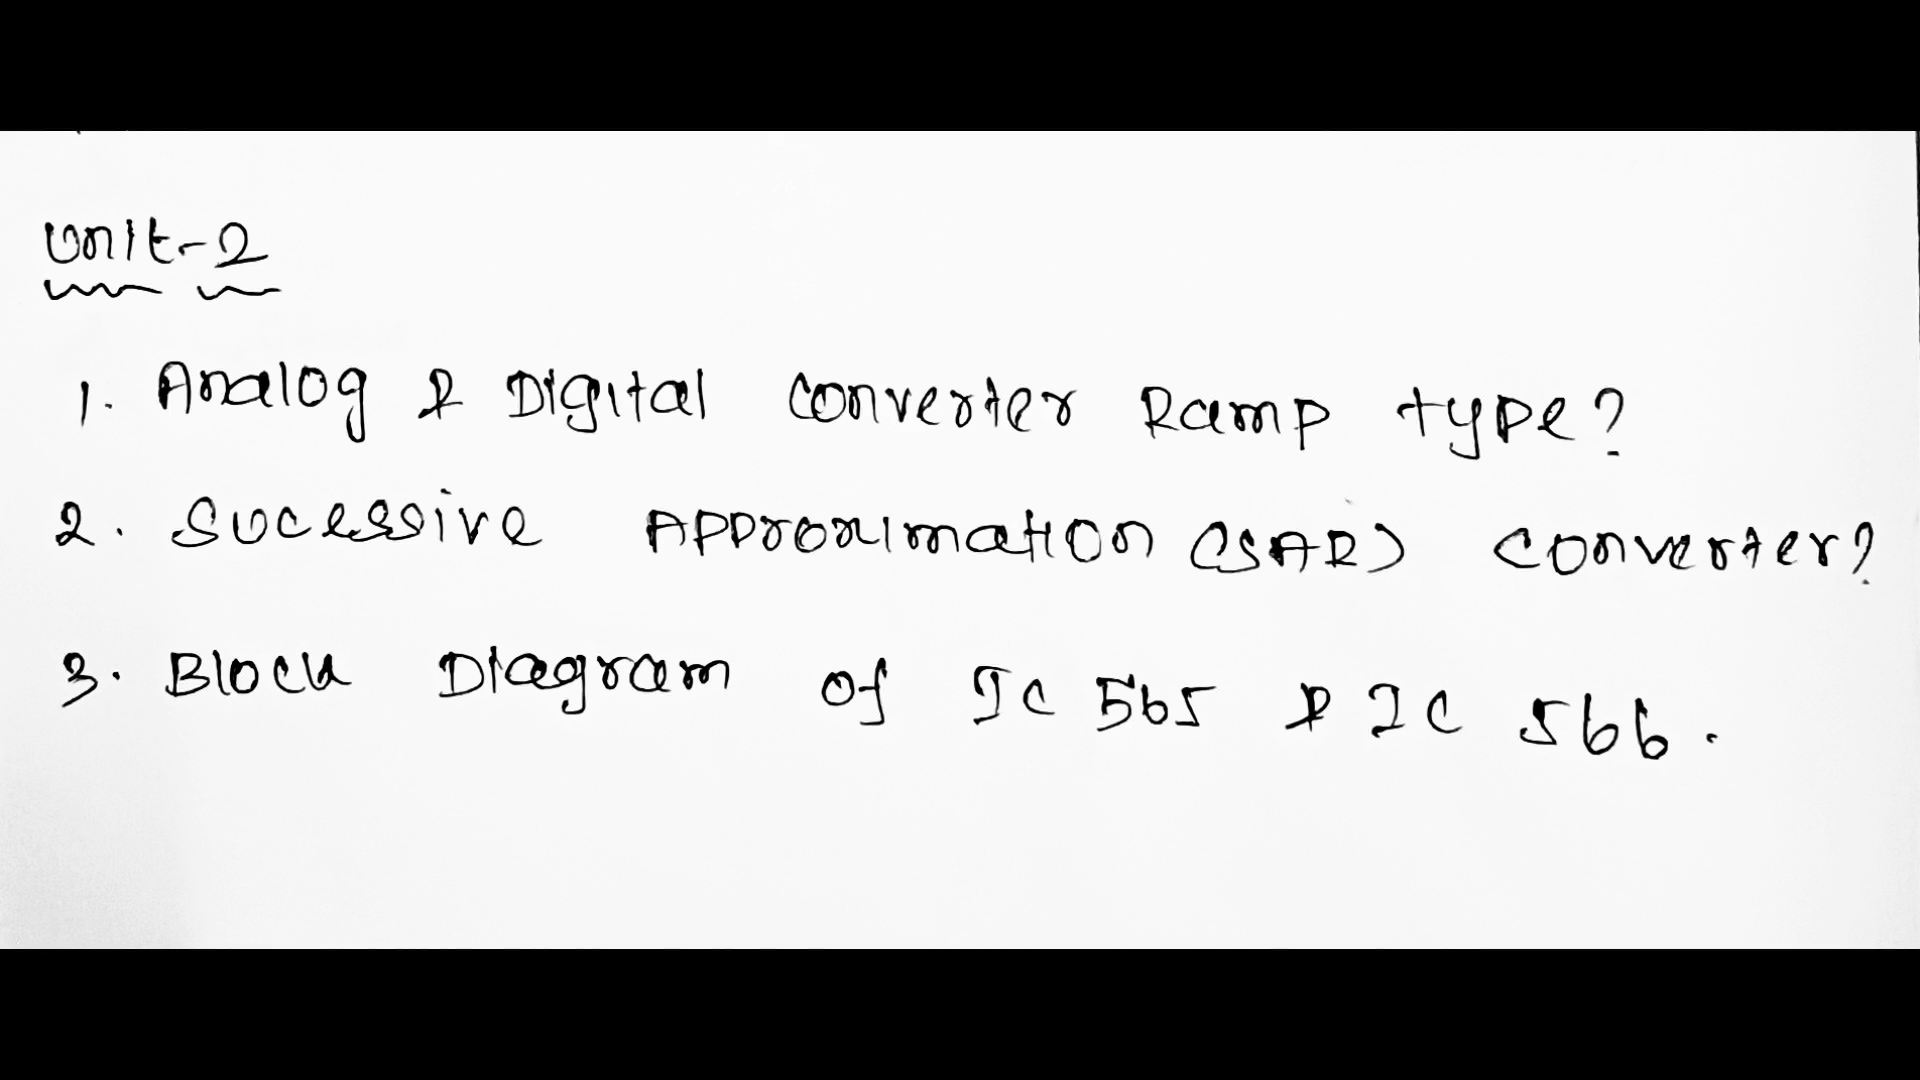 Unit-2
1. Analog & Digital converter Ramp type?
2. Sucessive Approximation (SAR) converter?
3. Block Diagram of IC 565 & IC 566.